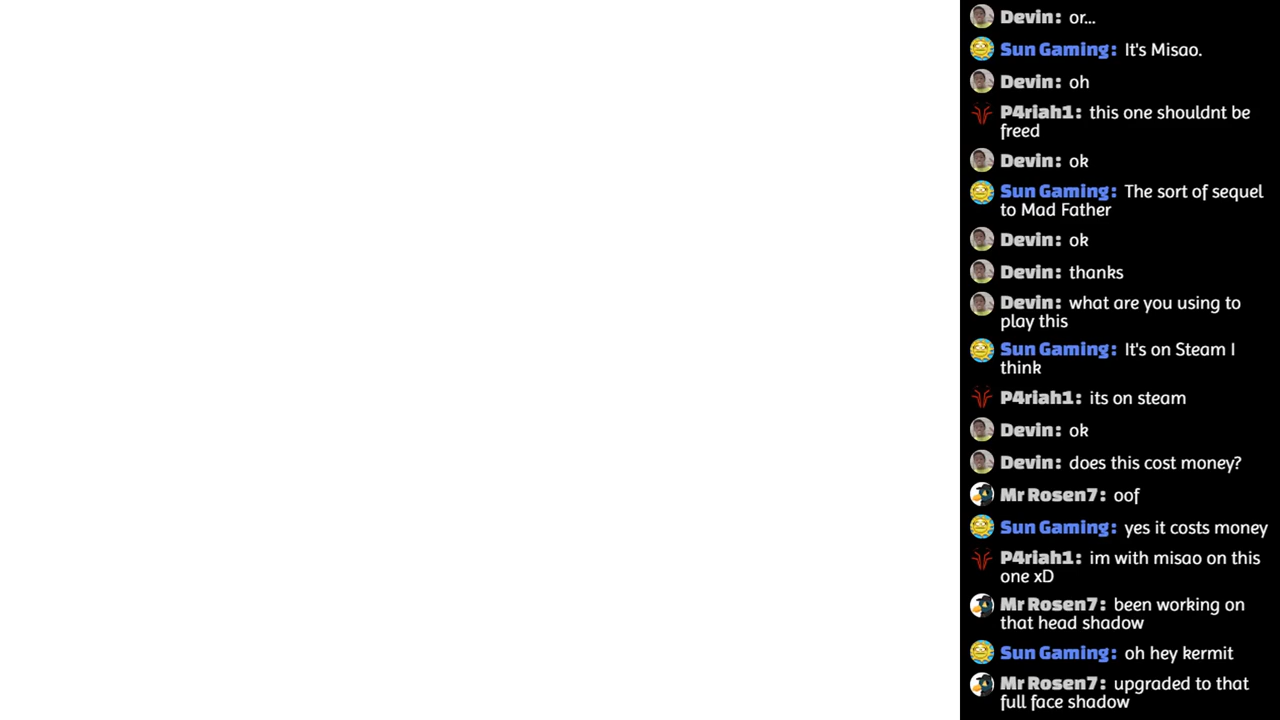 Devin: or...
Sun Gaming: It's Misao.
Devin: oh
P4riah1: this one shouldnt be
freed
Devin: ok
Sun Gaming: The sort of sequel
to Mad Father
Devin: ok
Devin: thanks
Devin: what are you using to
play this
Sun Gaming: It's on Steam I
think
P4riah1: its on steam
Devin: ok
Devin: does this cost money?
Mr Rosen7: oof
Sun Gaming: yes it costs money
P4riah1: im with misao on this
one xD
Mr Rosen7: been working on
that head shadow
Sun Gaming: oh hey kermit
Mr Rosen7: upgraded to that
full face shadow